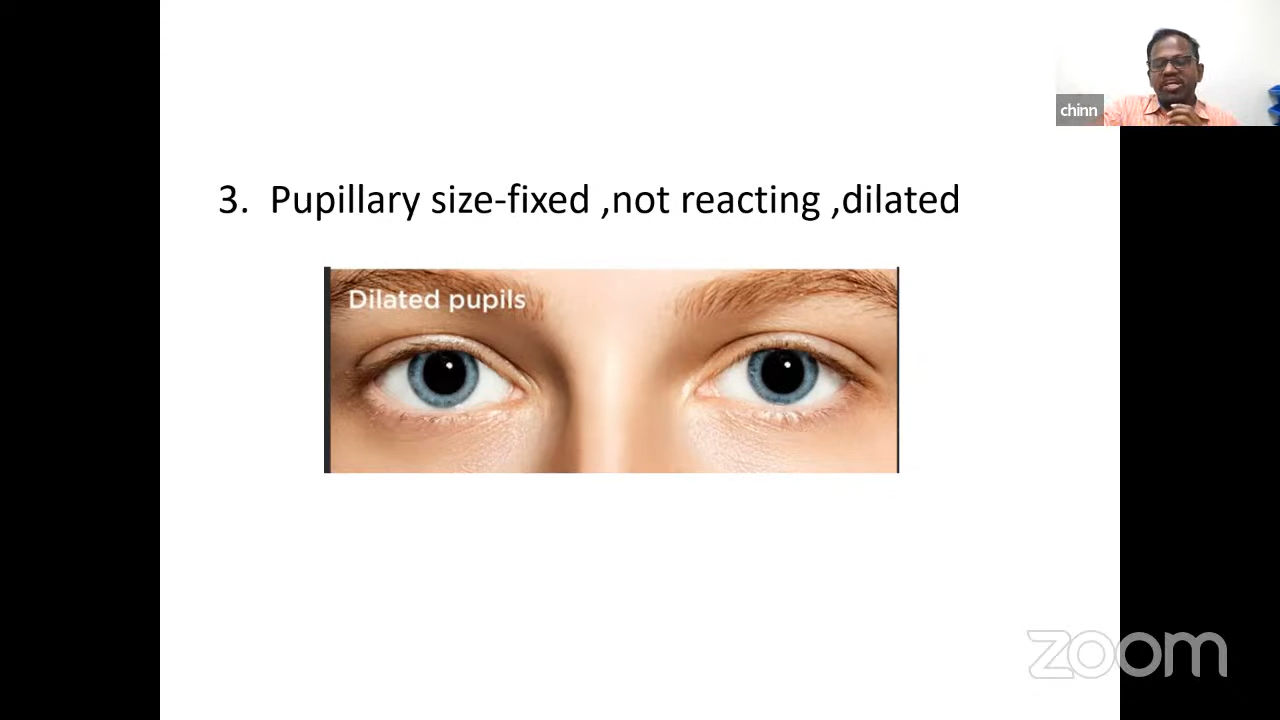 chinn
3. Pupillary size-fixed ,not reacting ,dilated
Dilated pupils
zoom